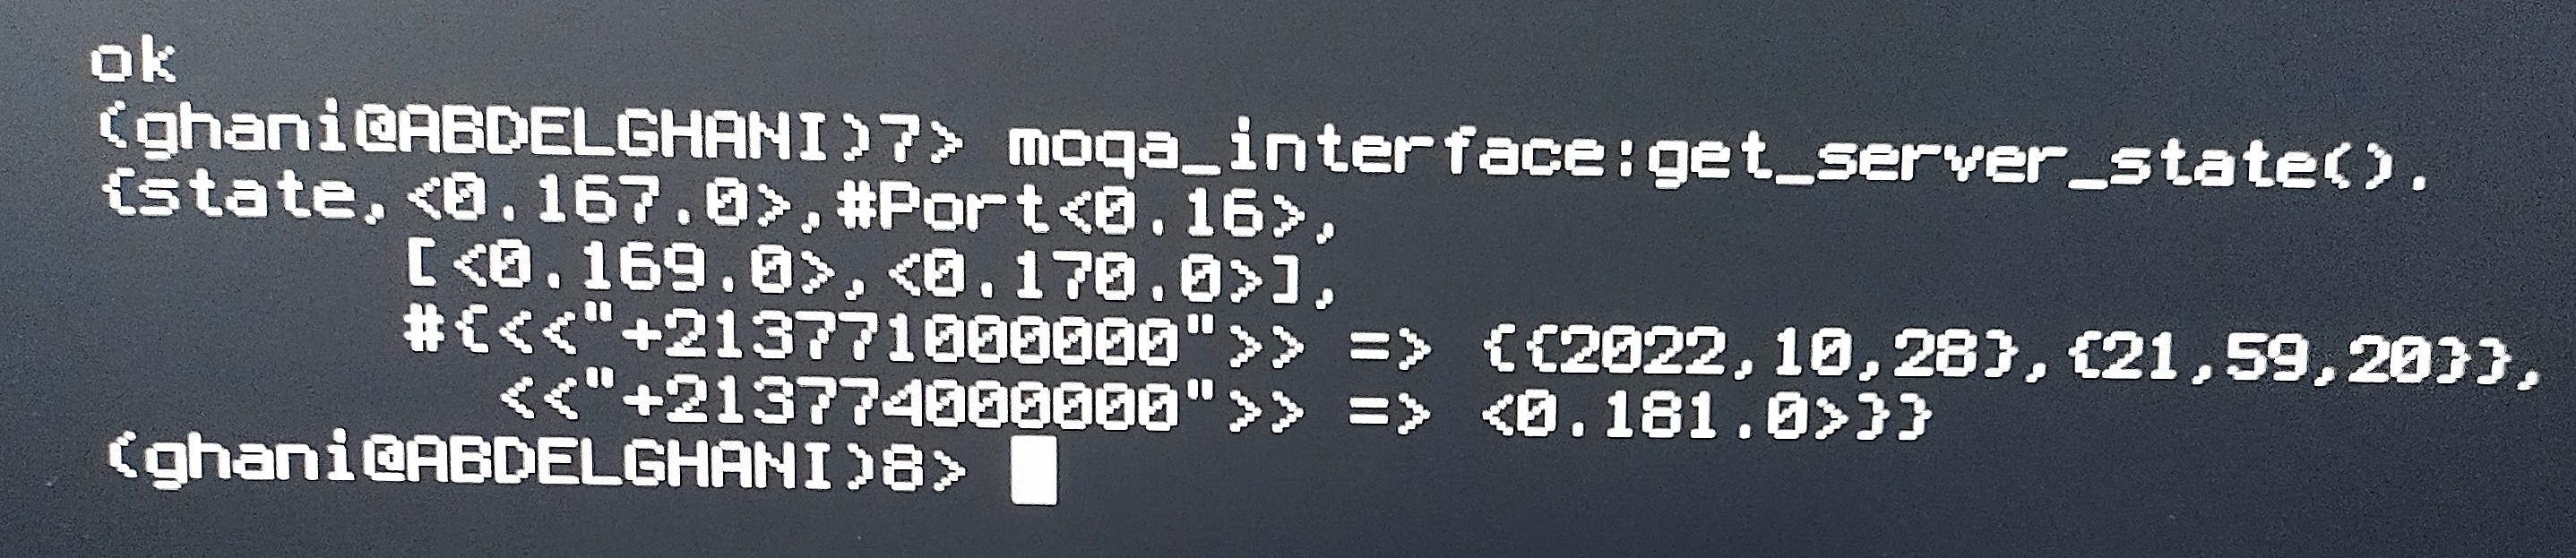 ok
(ghani@ABDELGHANI)7> moqa_interface:get_server_state().
{state,<0.167.0>,#Port<0.16>,
[<0.169.0>,<0.170.0>],
#{<<"+213771000000">> => {{2022,10,28},{21,59,20}},
<<"+213774000000">> => <0.181.0>}}
(ghani@ABDELGHANI)8>